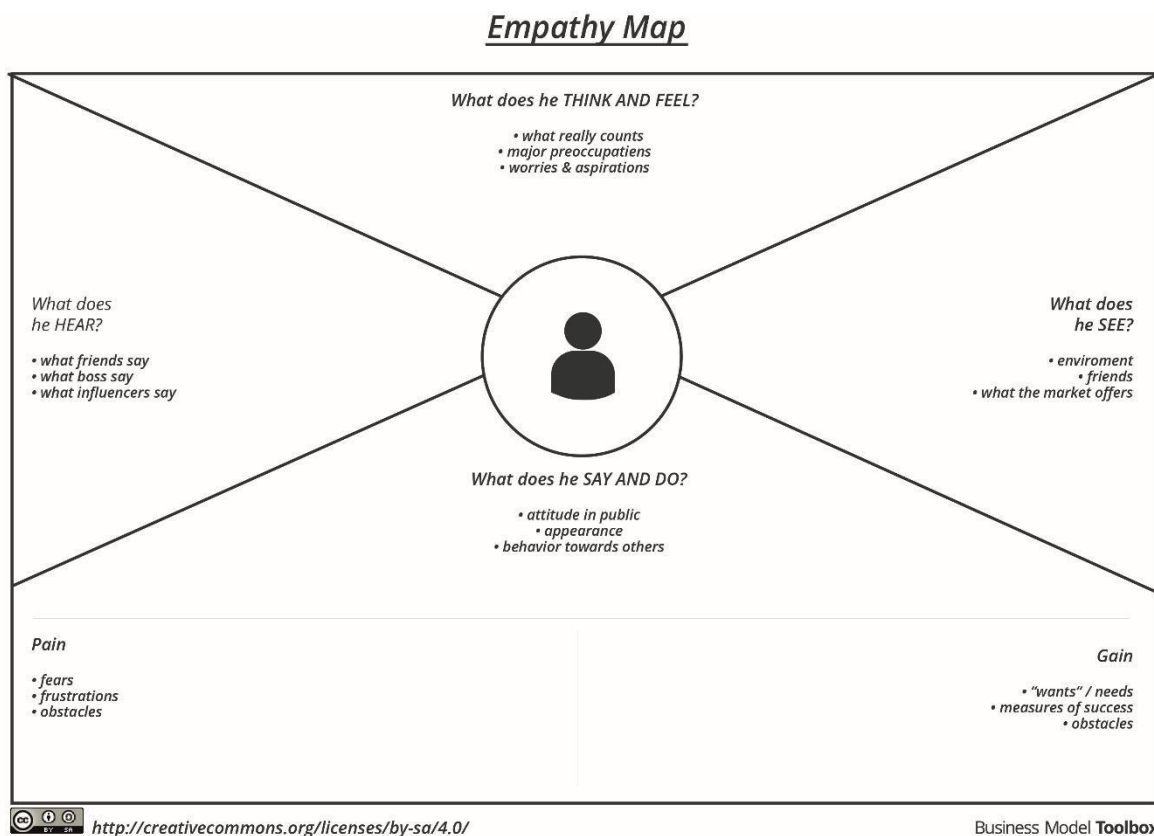 Empathy Map
What does he THINK AND FEEL?
• what really counts
• major preoccupatiens
• worries & aspirations
What does
he HEAR?
• what friends say
• what boss say
• what influencers say
What does
he SEE?
• enviroment
• friends
• what the market offers
What does he SAY AND DO?
• attitude in public
• appearance
• behavior towards others
Pain
• fears
• frustrations
• obstacles
Gain
• "wants" / needs
• measures of success
• obstacles
cc BY SA http://creativecommons.org/licenses/by-sa/4.0/
Business Model Toolbox